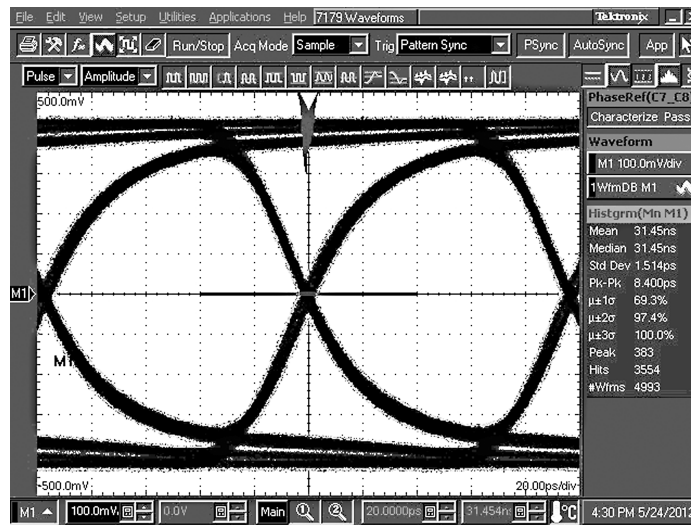 File Edit View Setup Utilities Applications Help 7179 Waveforms Tektronix
Run/Stop Acq Mode Sample Trig Pattern Sync PSync AutoSync App
Pulse Amplitude
500.0mV
PhaseRef(C7_C8
Characterize Pass
Waveform
M1 100.0mV/div
1WfmDB M1
Histgrm(Mn M1)
Mean 31.45ns
Median 31.45ns
Std Dev 1.514ps
Pk-Pk 8.400ps
µ±1σ 69.3%
µ±2σ 97.4%
µ±3σ 100.0%
Peak 383
Hits 3554
#Wfms 4993
M1
M1
-500.0mV
20.00ps/div
M1 100.0mV 0.0V Main 1 2 20.0000ps 31.454n °C 4:30 PM 5/24/2012